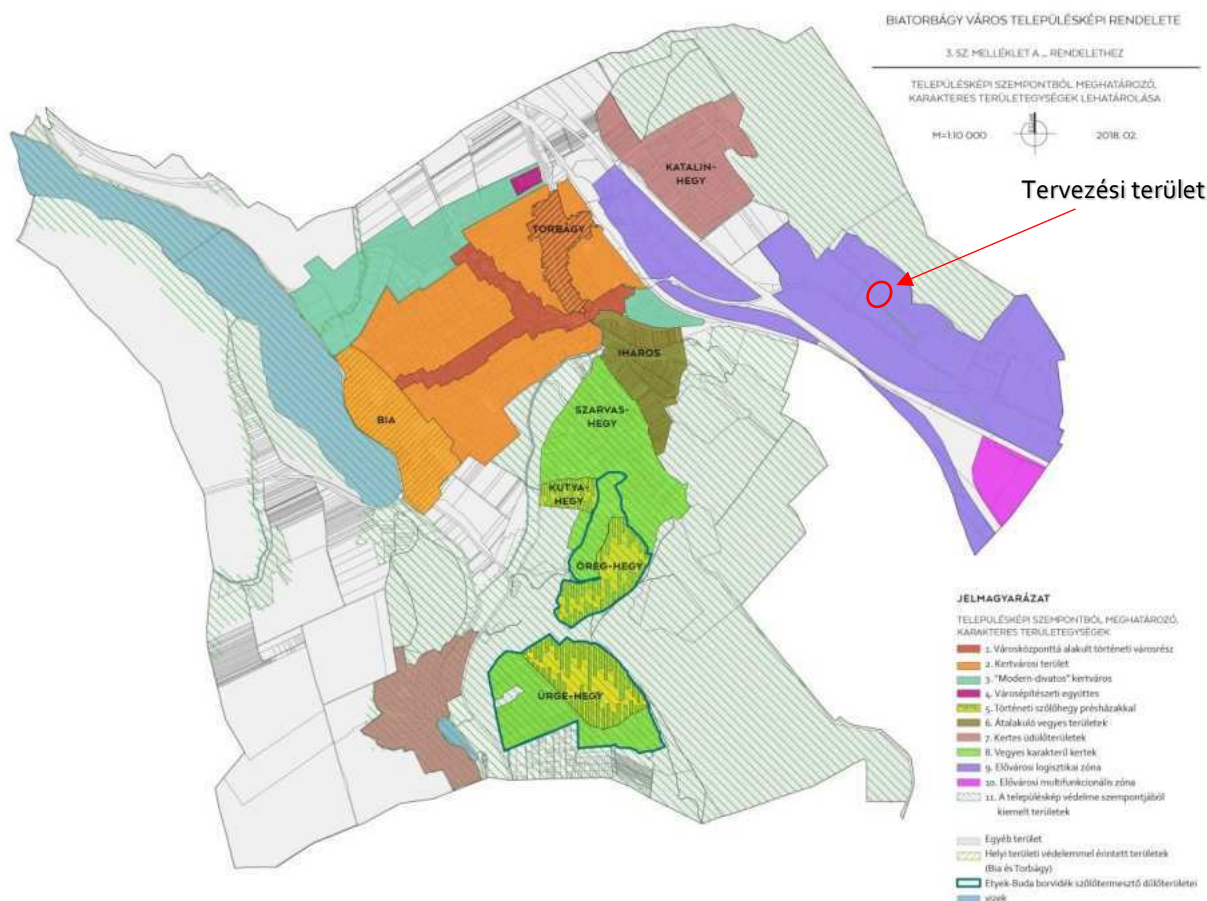 BIATORBÁGY VÁROS TELEPÜLÉSKÉPI RENDELETE
3. SZ. MELLÉKLET A ... RENDELETHEZ
TELEPÜLÉSKÉPI SZEMPONTBÓL MEGHATÁROZÓ,
KARAKTERES TERÜLETEGYSÉGEK LEHATÁROLÁSA
M=1:10 000
2018. 02.
Tervezési terület
KATALIN-
HEGY
TORBÁGY
IHAROS
SZARVAS-
HEGY
BIA
KUTYA-
HEGY
ÖREG-HEGY
ÜRGE-HEGY
JELMAGYARÁZAT
TELEPÜLÉSKÉPI SZEMPONTBÓL MEGHATÁROZÓ,
KARAKTERES TERÜLETEGYSÉGEK
1. Városközponttá alakult történeti városrész
2. Kertvárosi terület
3. "Modern-divatos" kertváros
4. Városépítészeti együttes
5. Történeti szőlőhegy présházakkal
6. Átalakuló vegyes területek
7. Kertes üdülőterületek
8. Vegyes karakterű kertek
9. Elővárosi logisztikai zóna
10. Elővárosi multifunkcionális zóna
11. A településkép védelme szempontjából
kiemelt területek
Egyéb terület
Helyi területi védelemmel érintett területek
(Bia és Torbágy)
Etyek-Buda borvidék szőlőtermesztő dűlőterületei
vizek